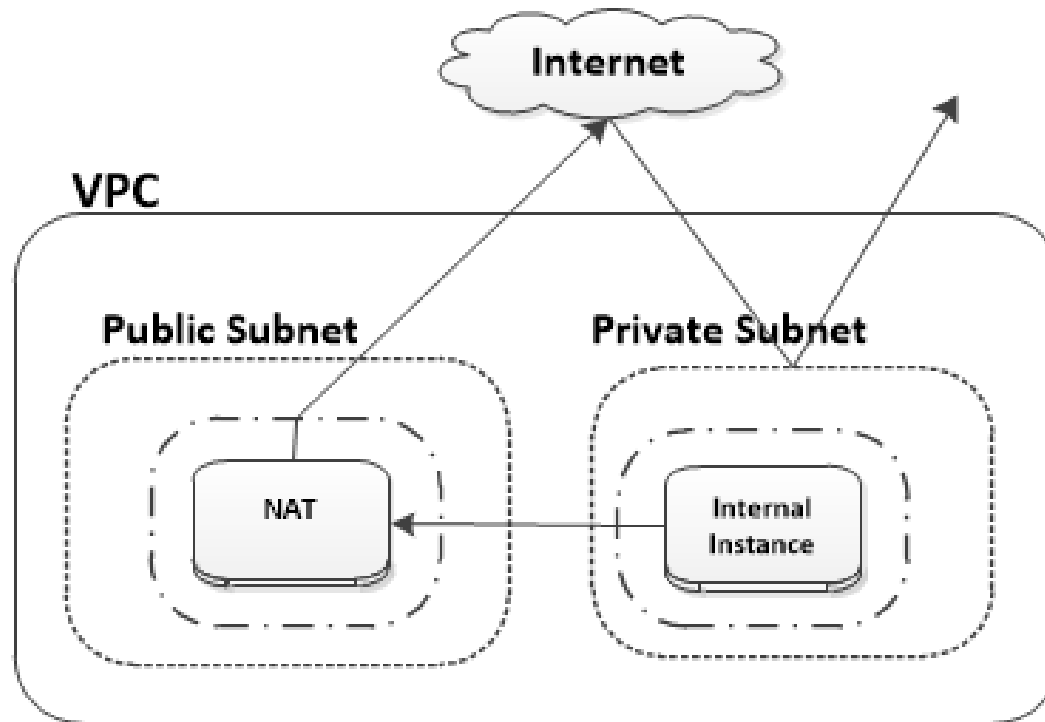 Internet
VPC
Public Subnet
Private Subnet
NAT
Internal
Instance